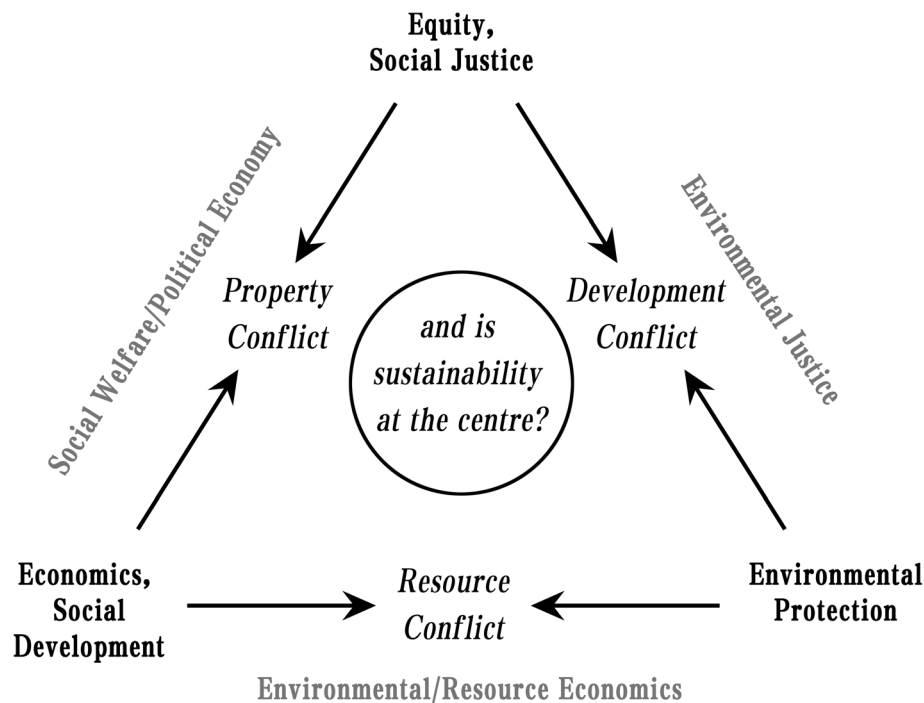 Equity,
Social Justice
Social Welfare/Political Economy
Environmental Justice
Property
Conflict
and is
sustainability
at the centre?
Development
Conflict
Economics,
Social
Development
Resource
Conflict
Environmental
Protection
Environmental/Resource Economics